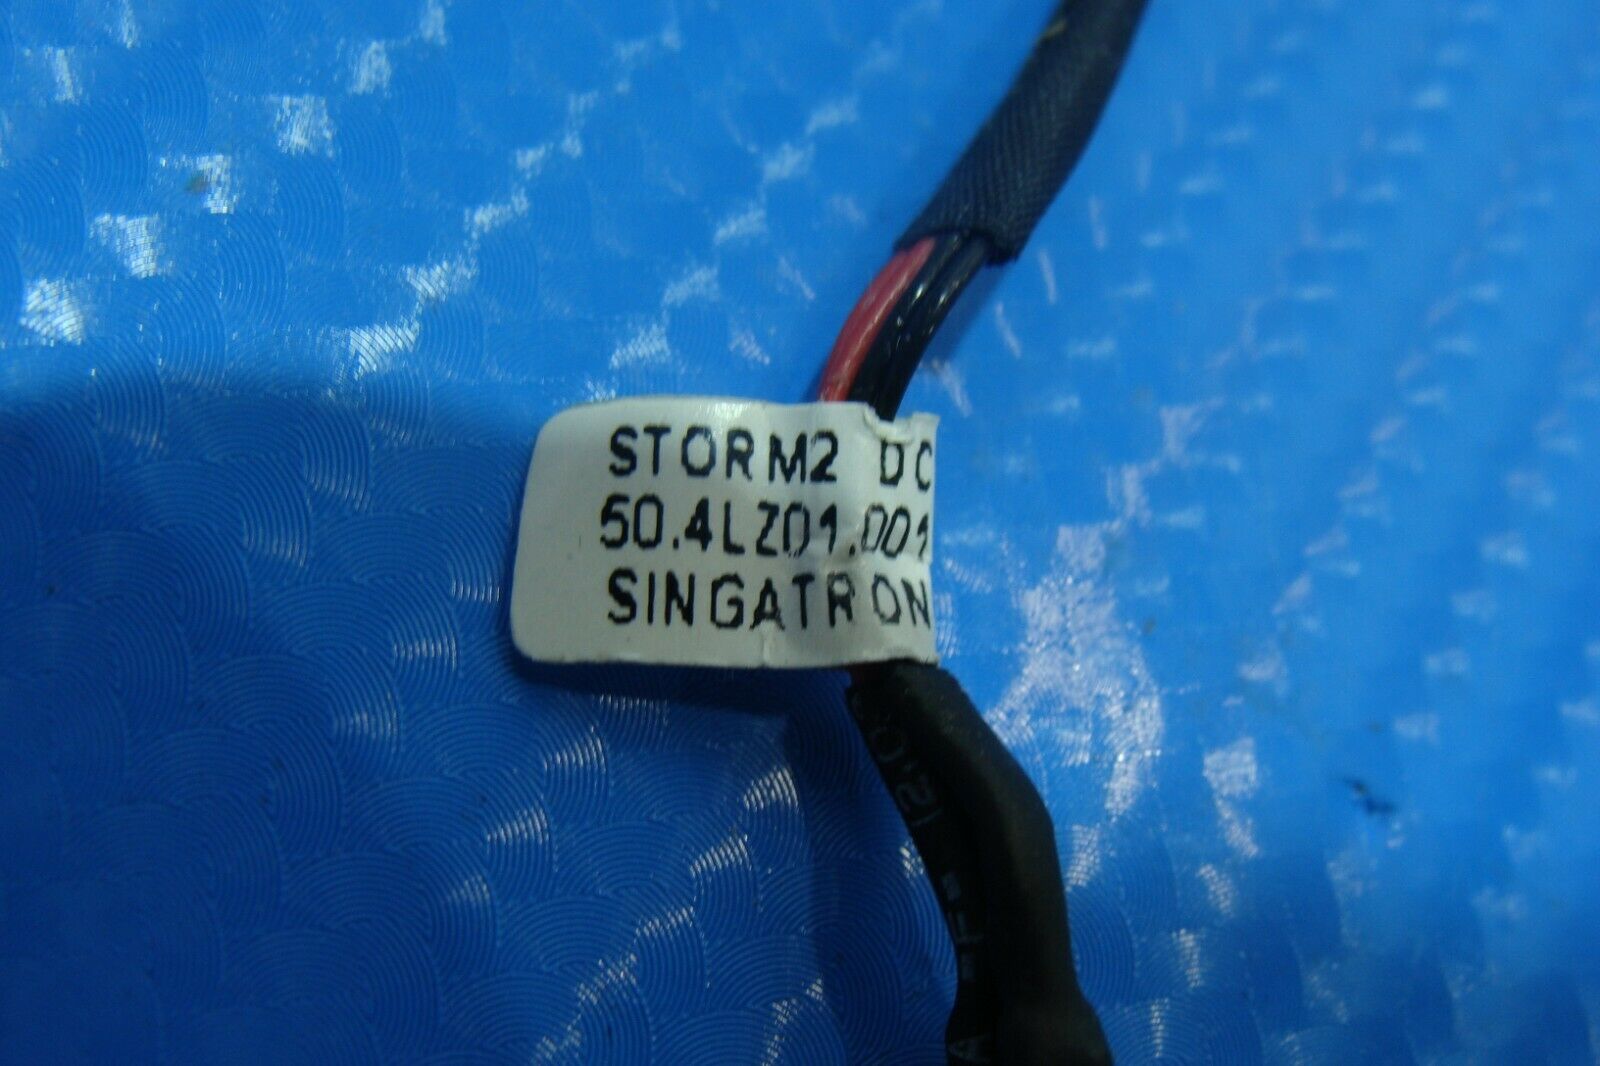 STORM2 DC
50.4LZ01.001
SINGATRON